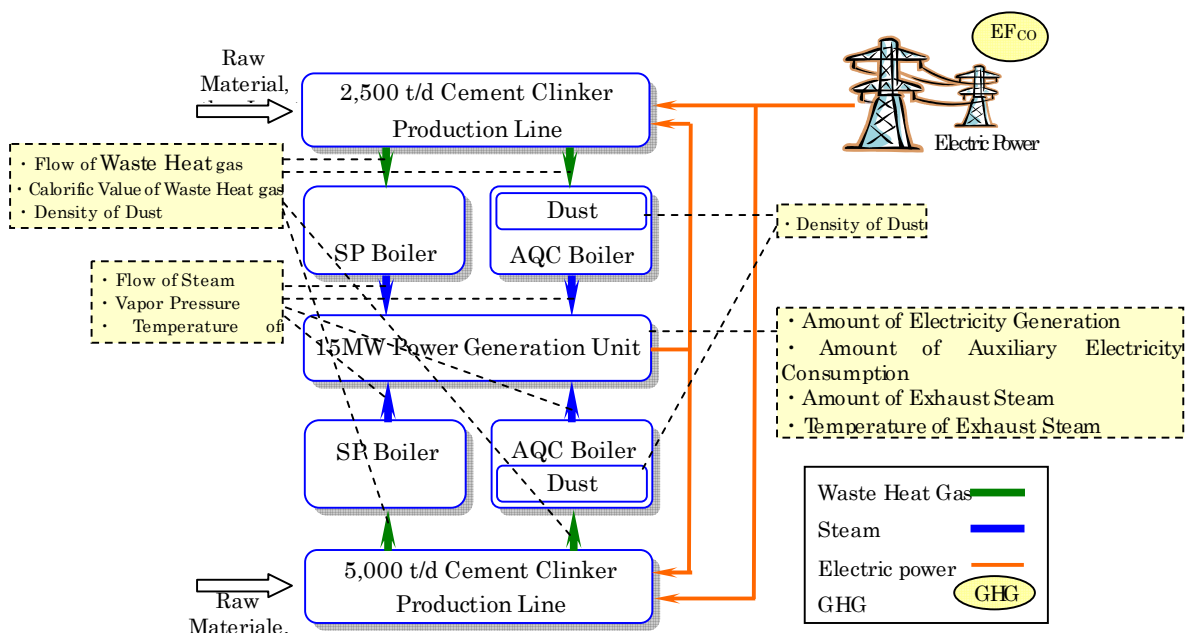 EFCO
Raw
Material,
2,500 t/d Cement Clinker
Production Line
Electric Power
・Flow of Waste Heat gas
・Calorific Value of Waste Heat gas
・Density of Dust
Dust
SP Boiler
AQC Boiler
・Density of Dust
・Flow of Steam
・Vapor Pressure
・Temperature of
15MW Power Generation Unit
・Amount of Electricity Generation
・Amount of Auxiliary Electricity
Consumption
・Amount of Exhaust Steam
・Temperature of Exhaust Steam
SP Boiler
AQC Boiler
Dust
5,000 t/d Cement Clinker
Production Line
Raw
Materiale,
Waste Heat Gas
Steam
Electric power
GHG
GHG